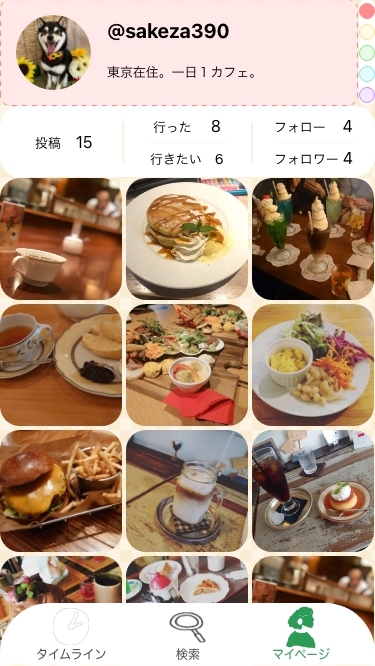 @sakeza390
東京在住。一日１カフェ。
投稿 15
行った 8
行きたい 6
フォロー 4
フォロワー 4
タイムライン
検索
マイページ